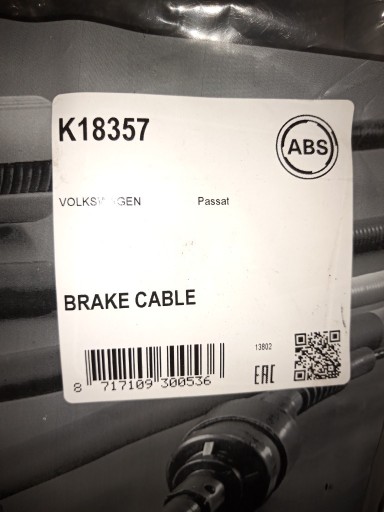 K18357
ABS
VOLKSWAGEN Passat
BRAKE CABLE
13802
8 717109 300536
EAC